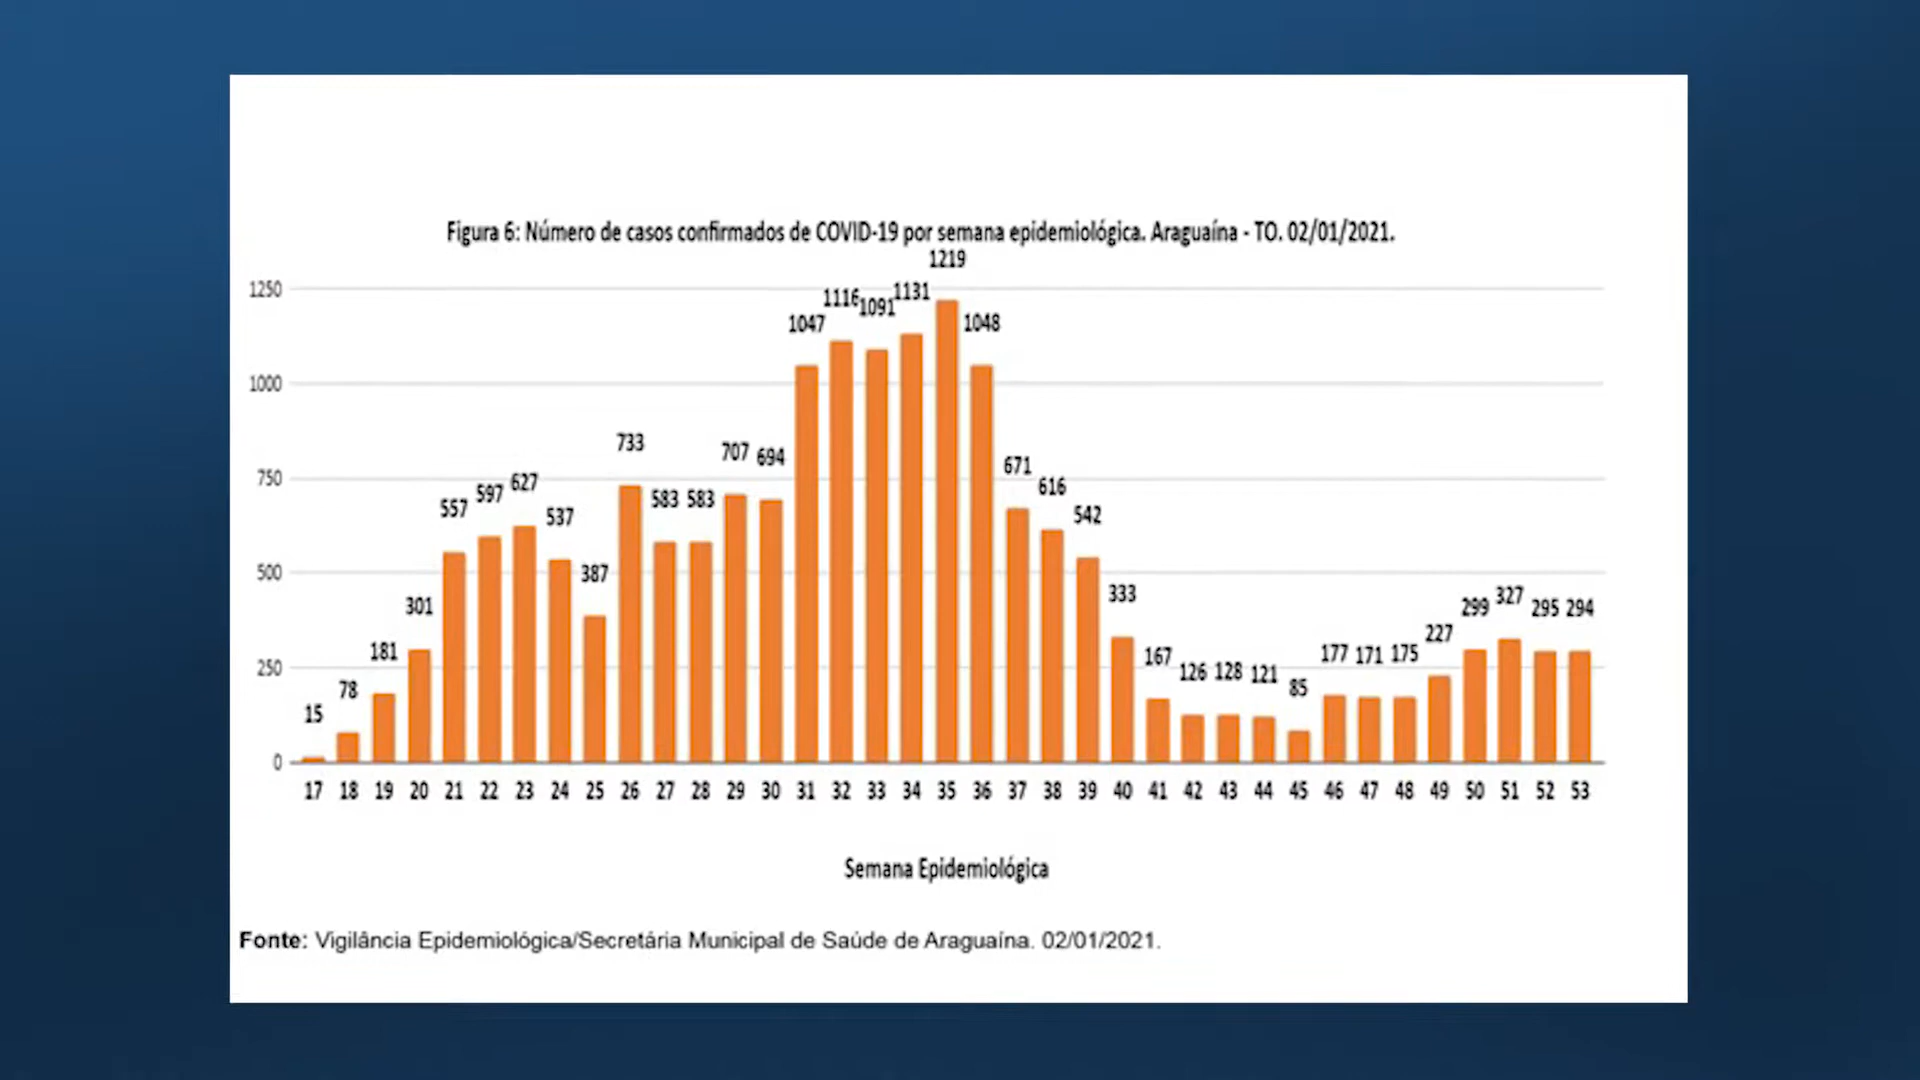 Figura 6: Número de casos confirmados de COVID-19 por semana epidemiológica. Araguaína - TO. 02/01/2021.
1250
1000
750
500
250
0
15 78 181 301 557 597 627 537 387 733 583 583 707 694 1047 1116 1091 1131 1219 1048 671 616 542 333 167 126 128 121 85 177 171 175 227 299 327 295 294
17 18 19 20 21 22 23 24 25 26 27 28 29 30 31 32 33 34 35 36 37 38 39 40 41 42 43 44 45 46 47 48 49 50 51 52 53
Semana Epidemiológica
Fonte: Vigilância Epidemiológica/Secretária Municipal de Saúde de Araguaína. 02/01/2021.